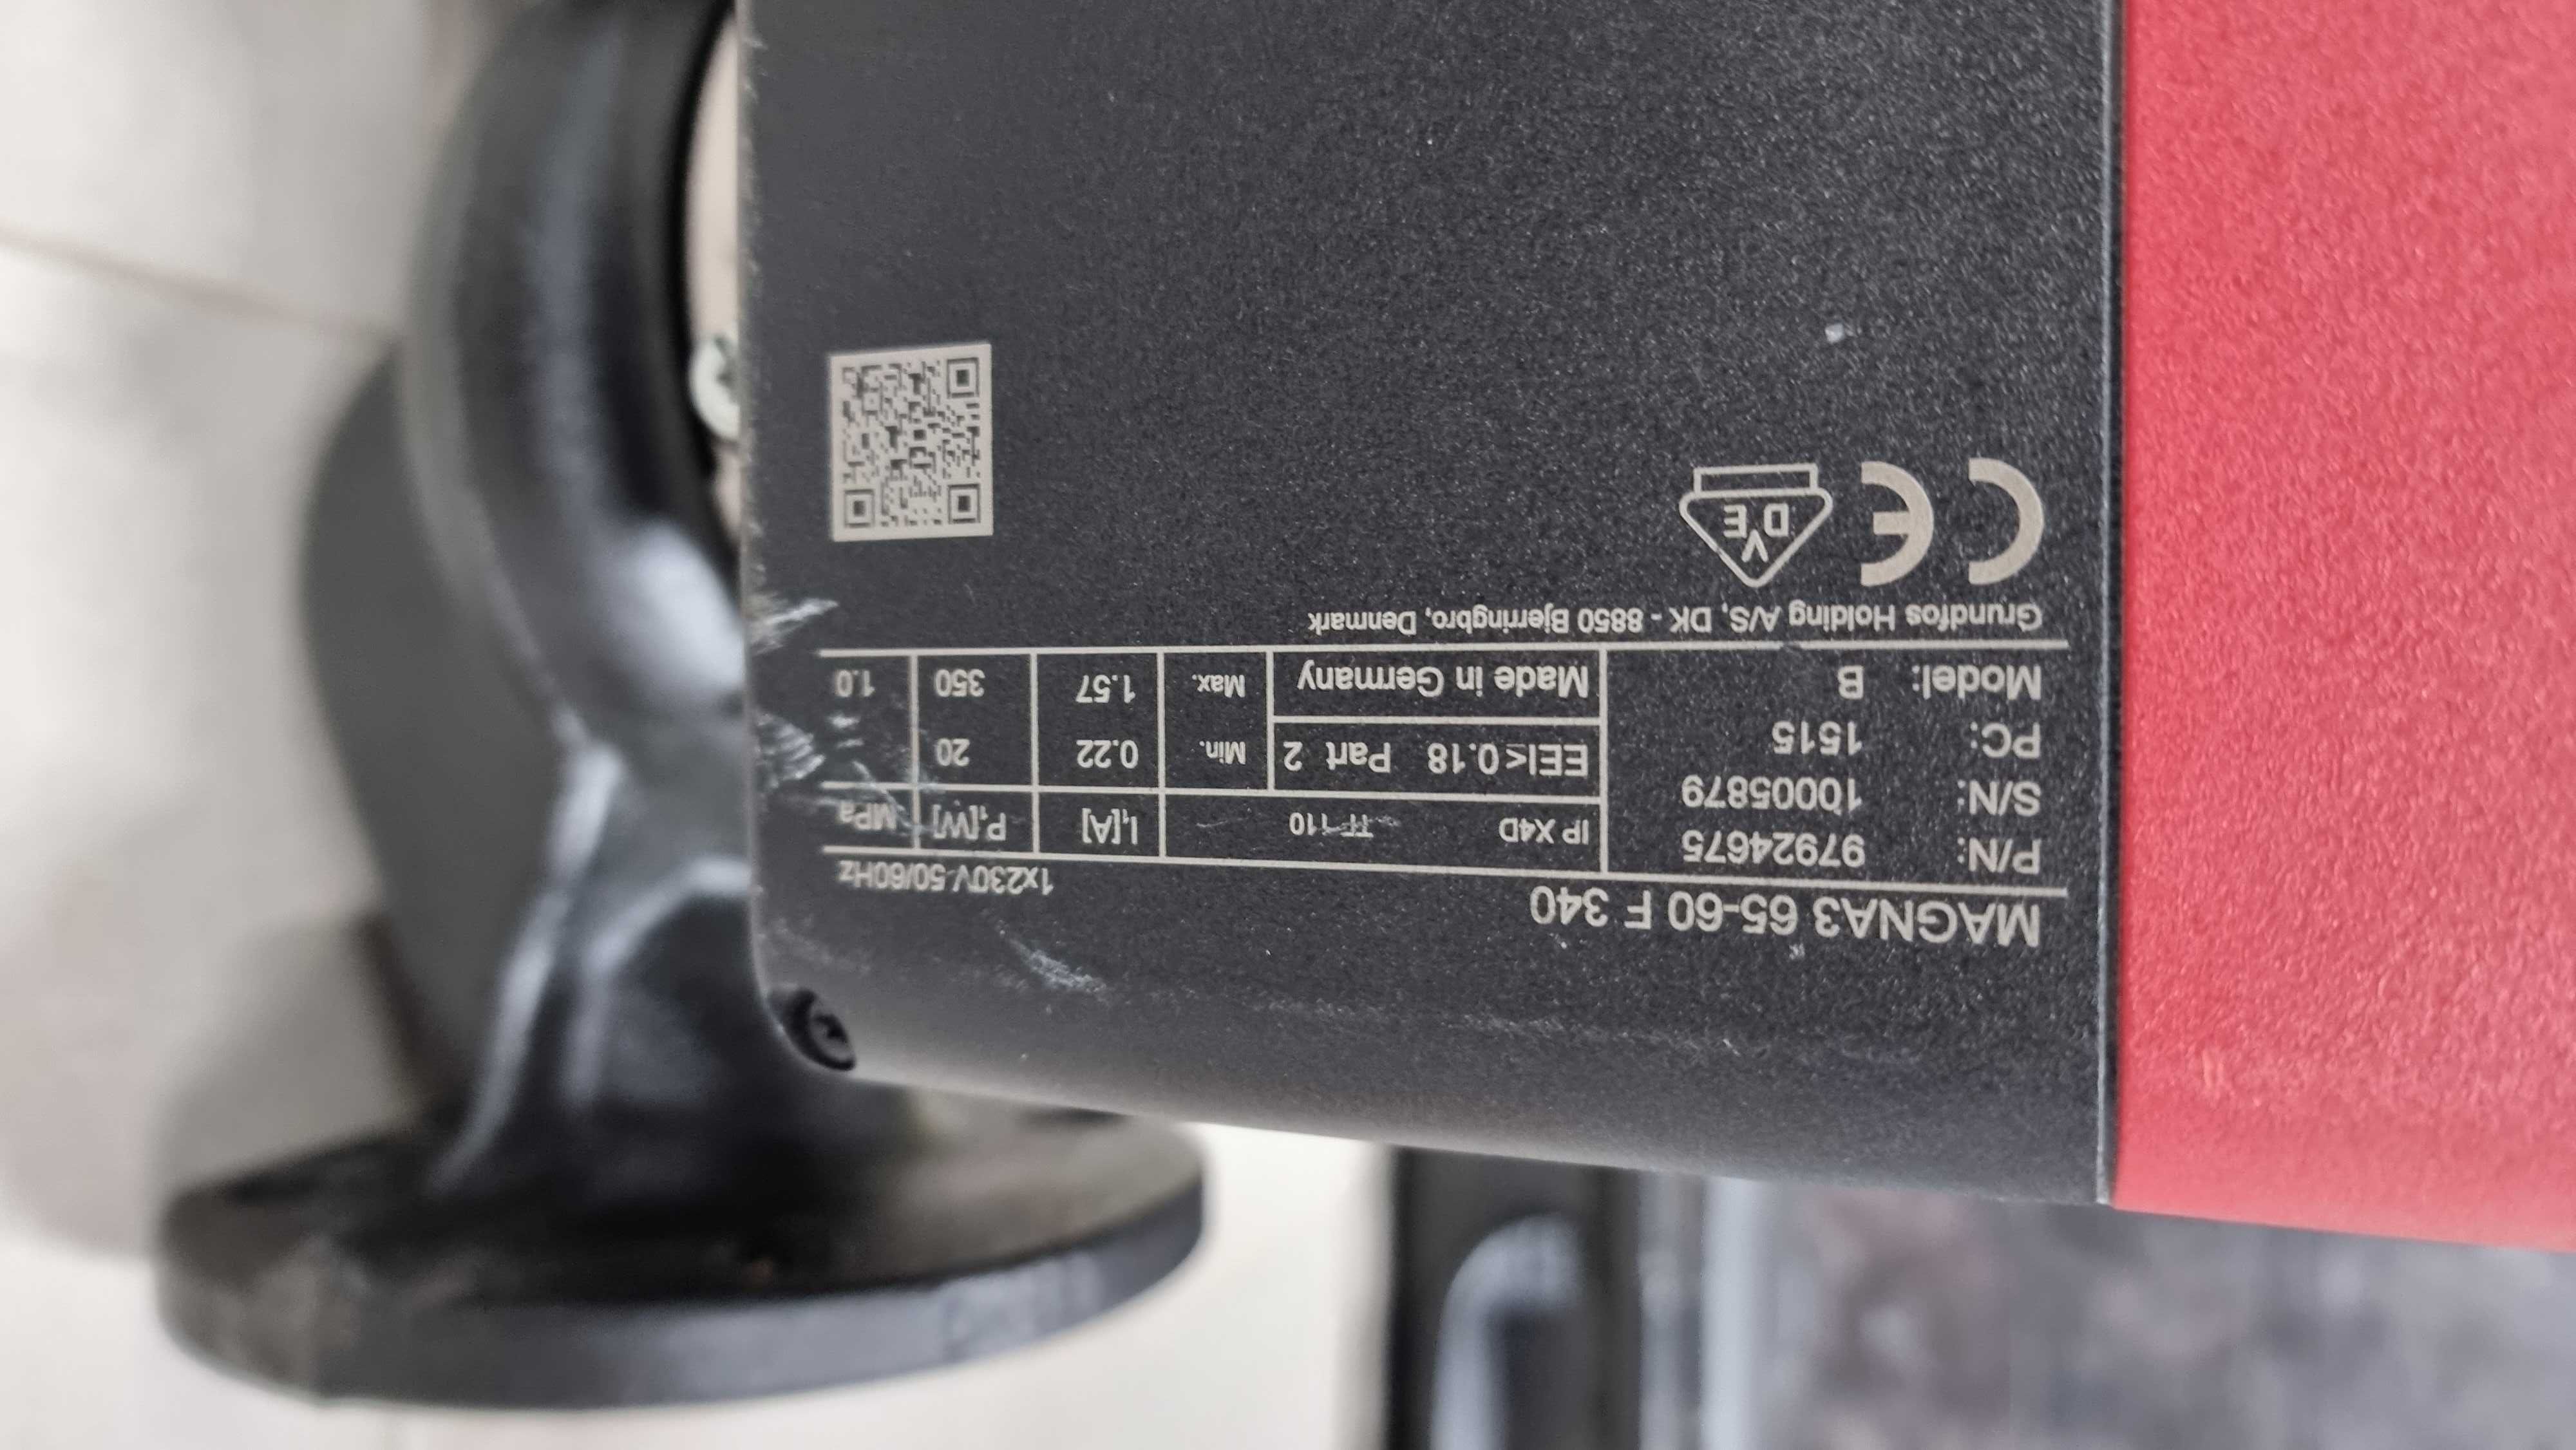 MAGNA3 65-60 F 340
1x230V 50/60Hz
P/N: 97924675
S/N: 10005879
PC: 1515
Model: B
IP X4D TF 110
EEI≤0.18 Part 2
Made in Germany
I₁[A] P₁[W] MPa
Min. 0.22 20
Max. 1.57 350 1.0
Grundfos Holding A/S, DK - 8850 Bjerringbro, Denmark
CE
VDE